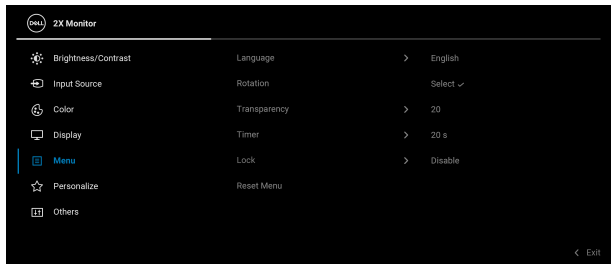 DELL 2X Monitor
Brightness/Contrast Language > English
Input Source Rotation Select ✓
Color Transparency > 20
Display Timer > 20 s
Menu Lock > Disable
Personalize Reset Menu
Others
< Exit